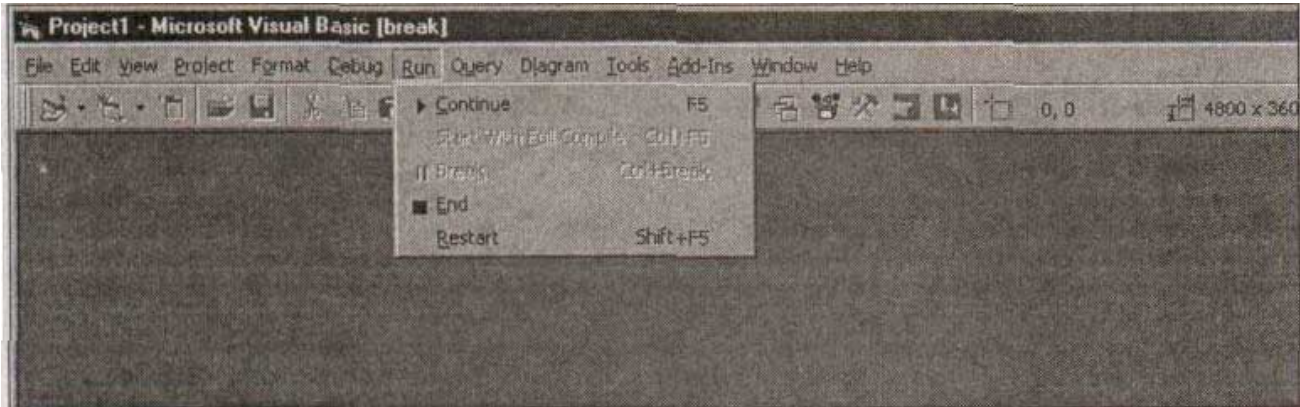 Project1 - Microsoft Visual Basic [break]
File Edit View Project Format Debug Run Query Diagram Tools Add-Ins Window Help
0, 0 4800 x 360
Continue F5
Start With Full Compile Ctrl+F5
Break Ctrl+Break
End
Restart Shift+F5